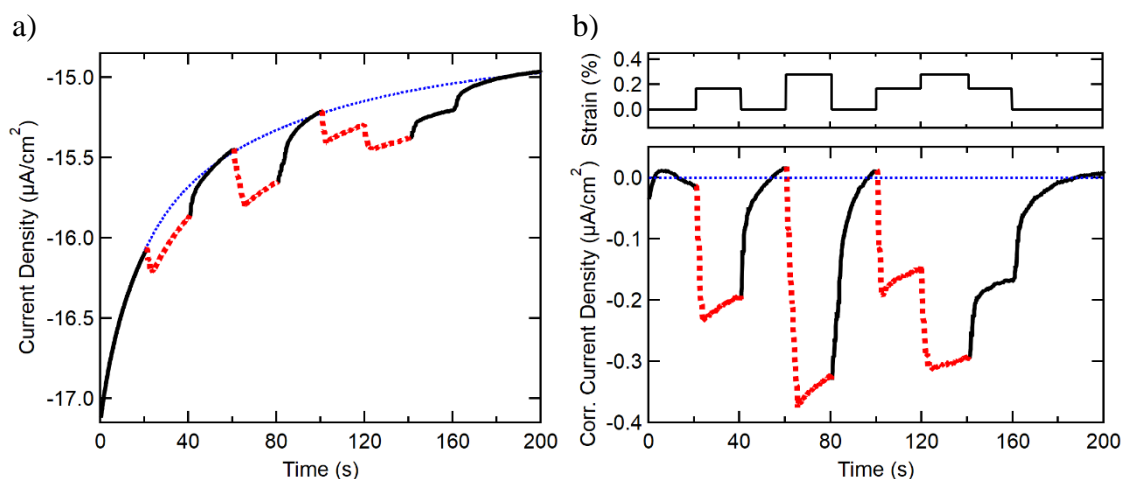 a)
-15.0
-15.5
-16.0
-16.5
-17.0
Current Density (µA/cm²)
0 40 80 120 160 200
Time (s)
b)
0.4
0.2
0.0
Strain (%)
0.0
-0.1
-0.2
-0.3
-0.4
Corr. Current Density (µA/cm²)
0 40 80 120 160 200
Time (s)